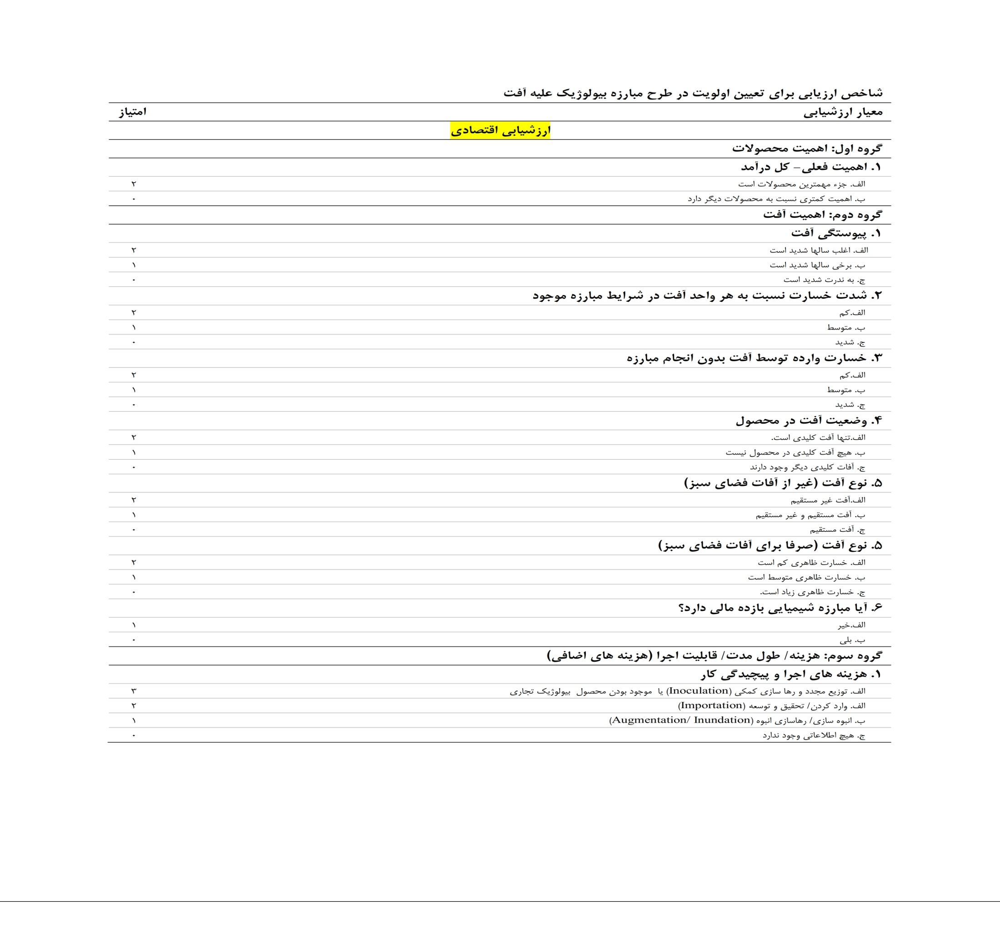 شاخص ارزیابی برای تعیین اولویت در طرح مبارزه بیولوژیک علیه آفت
معیار ارزشیابی امتیاز
ارزشیابی اقتصادی
گروه اول: اهمیت محصولات
۱. اهمیت فعلی– کل درآمد
الف. جزء مهمترین محصولات است ۲
ب. اهمیت کمتری نسبت به محصولات دیگر دارد ۰
گروه دوم: اهمیت آفت
۱. پیوستگی آفت
الف. اغلب سالها شدید است ۲
ب. برخی سالها شدید است ۱
ج. به ندرت شدید است ۰
۲. شدت خسارت نسبت به هر واحد آفت در شرایط مبارزه موجود
الف.کم ۲
ب. متوسط ۱
ج. شدید ۰
۳. خسارت وارده توسط آفت بدون انجام مبارزه
الف.کم ۲
ب. متوسط ۱
ج. شدید ۰
۴. وضعیت آفت در محصول
الف.تنها آفت کلیدی است. ۲
ب. هیچ آفت کلیدی در محصول نیست ۱
ج. آفات کلیدی دیگر وجود دارند ۰
۵. نوع آفت (غیر از آفات فضای سبز)
الف.آفت غیر مستقیم ۲
ب. آفت مستقیم و غیر مستقیم ۱
ج. آفت مستقیم ۰
۵. نوع آفت (صرفا برای آفات فضای سبز)
الف. خسارت ظاهری کم است ۲
ب. خسارت ظاهری متوسط است ۱
ج. خسارت ظاهری زیاد است. ۰
۶. آیا مبارزه شیمیایی بازده مالی دارد؟
الف.خیر ۱
ب. بلی ۰
گروه سوم: هزینه/ طول مدت/ قابلیت اجرا (هزینه های اضافی)
۱. هزینه های اجرا و پیچیدگی کار
الف. توزیع مجدد و رها سازی کمکی (Inoculation) یا موجود بودن محصول بیولوژیک تجاری ۳
الف. وارد کردن/ تحقیق و توسعه (Importation) ۲
ب. انبوه سازی/ رهاسازی انبوه (Augmentation/ Inundation) ۱
ج. هیچ اطلاعاتی وجود ندارد ۰